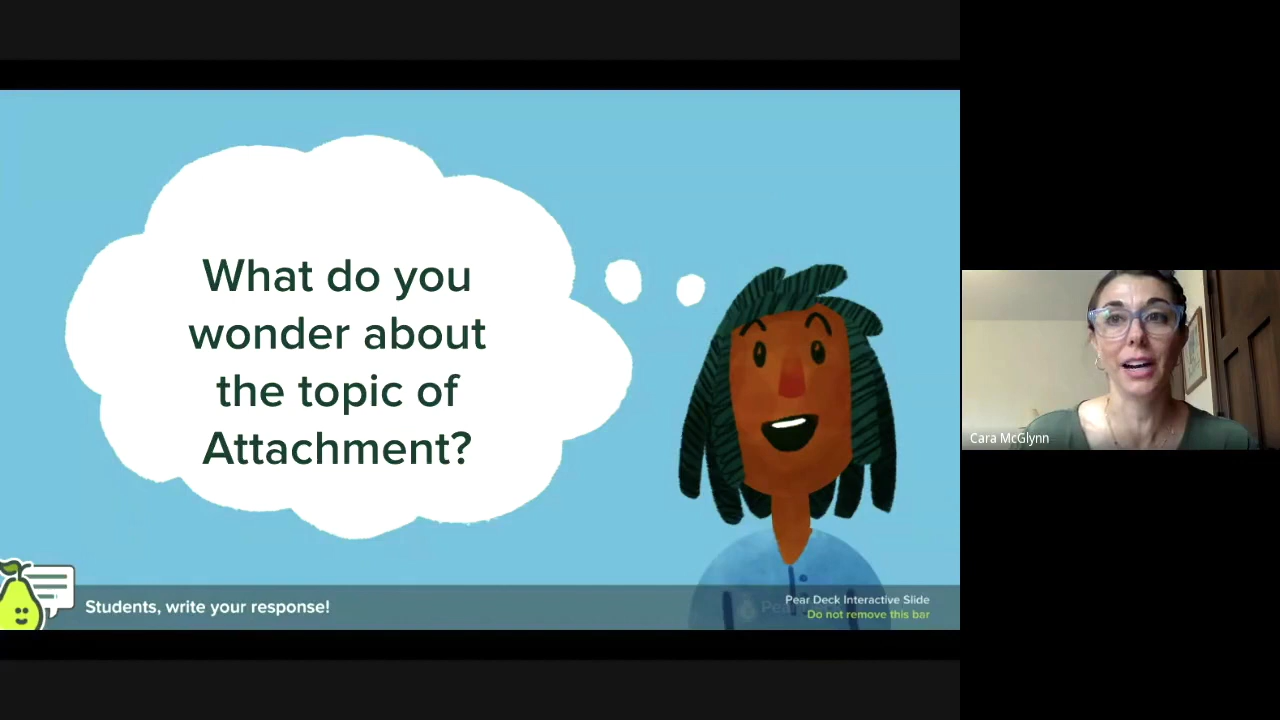 What do you
wonder about
the topic of
Attachment?
Cara McGlynn
Students, write your response!
Pear Deck Interactive Slide
Do not remove this bar